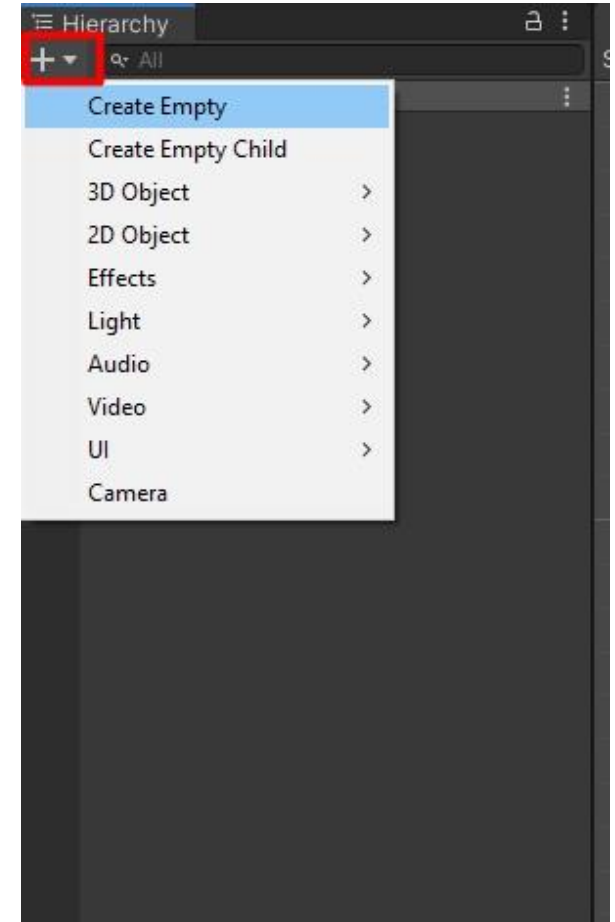 Hierarchy
All
Create Empty
Create Empty Child
3D Object
2D Object
Effects
Light
Audio
Video
UI
Camera